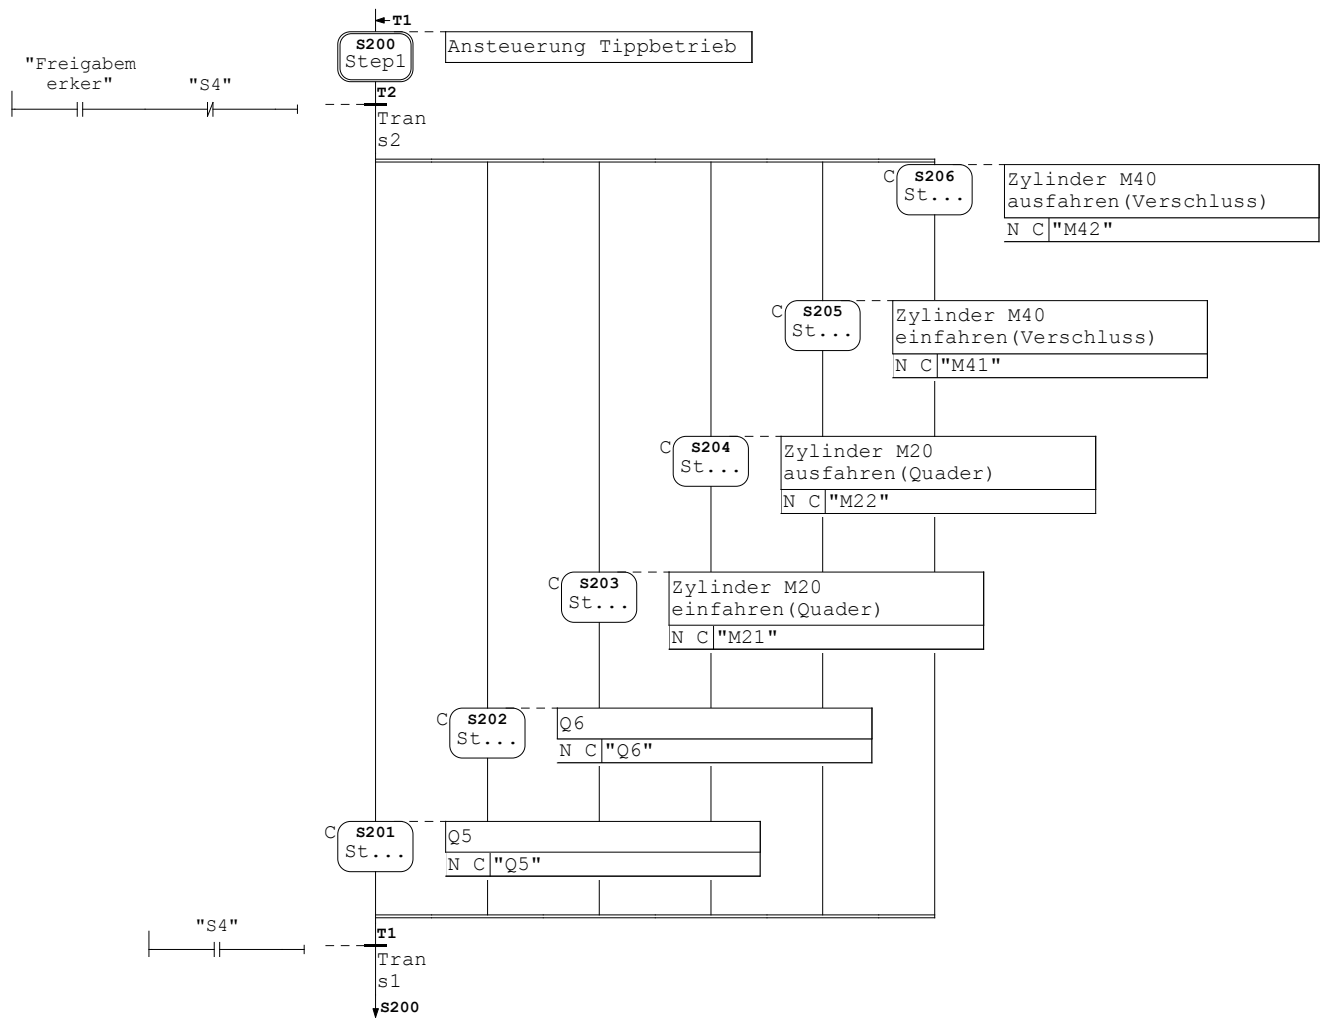 T1
S200
Step1
Ansteuerung Tippbetrieb
"Freigabem
erker"
"S4"
T2
Tran
s2
C
S206
St...
Zylinder M40
ausfahren(Verschluss)
N C "M42"
C
S205
St...
Zylinder M40
einfahren(Verschluss)
N C "M41"
C
S204
St...
Zylinder M20
ausfahren(Quader)
N C "M22"
C
S203
St...
Zylinder M20
einfahren(Quader)
N C "M21"
C
S202
St...
Q6
N C "Q6"
C
S201
St...
Q5
N C "Q5"
"S4"
T1
Tran
s1
S200